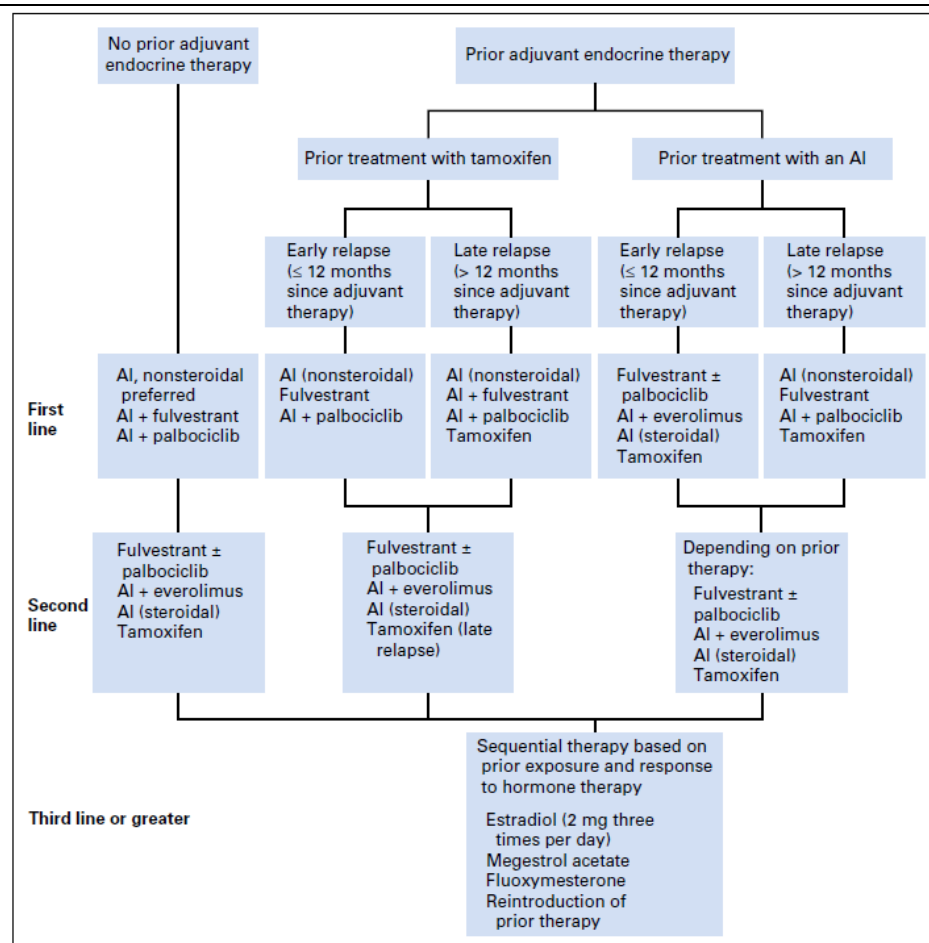 No prior adjuvant
endocrine therapy
Prior adjuvant endocrine therapy
Prior treatment with tamoxifen
Prior treatment with an AI
Early relapse
(≤ 12 months
since adjuvant
therapy)
Late relapse
(> 12 months
since adjuvant
therapy)
Early relapse
(≤ 12 months
since adjuvant
therapy)
Late relapse
(> 12 months
since adjuvant
therapy)
First
line
AI, nonsteroidal
preferred
AI + fulvestrant
AI + palbociclib
AI (nonsteroidal)
Fulvestrant
AI + palbociclib
AI (nonsteroidal)
AI + fulvestrant
AI + palbociclib
Tamoxifen
Fulvestrant ±
palbociclib
AI + everolimus
AI (steroidal)
Tamoxifen
AI (nonsteroidal)
Fulvestrant
AI + palbociclib
Tamoxifen
Second
line
Fulvestrant ±
palbociclib
AI + everolimus
AI (steroidal)
Tamoxifen
Fulvestrant ±
palbociclib
AI + everolimus
AI (steroidal)
Tamoxifen (late
relapse)
Depending on prior
therapy:
Fulvestrant ±
palbociclib
AI + everolimus
AI (steroidal)
Tamoxifen
Third line or greater
Sequential therapy based on
prior exposure and response
to hormone therapy
Estradiol (2 mg three
times per day)
Megestrol acetate
Fluoxymesterone
Reintroduction of
prior therapy